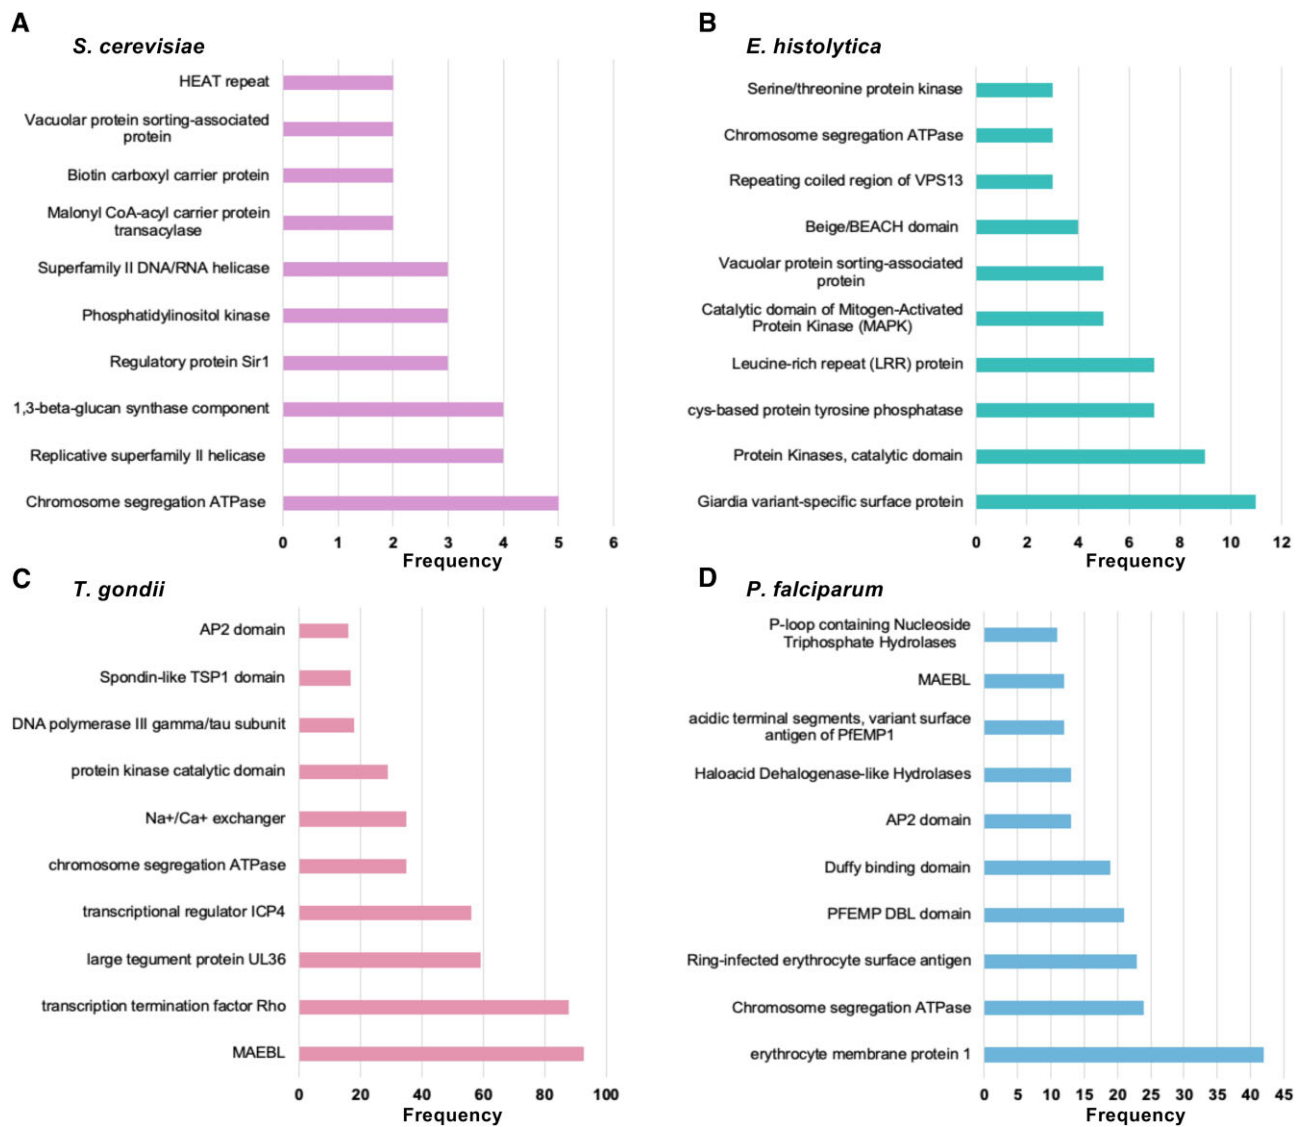 A
S. cerevisiae
HEAT repeat
Vacuolar protein sorting-associated
protein
Biotin carboxyl carrier protein
Malonyl CoA-acyl carrier protein
transacylase
Superfamily II DNA/RNA helicase
Phosphatidylinositol kinase
Regulatory protein Sir1
1,3-beta-glucan synthase component
Replicative superfamily II helicase
Chromosome segregation ATPase
0 1 2 3 4 5 6
Frequency
B
E. histolytica
Serine/threonine protein kinase
Chromosome segregation ATPase
Repeating coiled region of VPS13
Beige/BEACH domain
Vacuolar protein sorting-associated
protein
Catalytic domain of Mitogen-Activated
Protein Kinase (MAPK)
Leucine-rich repeat (LRR) protein
cys-based protein tyrosine phosphatase
Protein Kinases, catalytic domain
Giardia variant-specific surface protein
0 2 4 6 8 10 12
Frequency
C
T. gondii
AP2 domain
Spondin-like TSP1 domain
DNA polymerase III gamma/tau subunit
protein kinase catalytic domain
Na+/Ca+ exchanger
chromosome segregation ATPase
transcriptional regulator ICP4
large tegument protein UL36
transcription termination factor Rho
MAEBL
0 20 40 60 80 100
Frequency
D
P. falciparum
P-loop containing Nucleoside
Triphosphate Hydrolases
MAEBL
acidic terminal segments, variant surface
antigen of PfEMP1
Haloacid Dehalogenase-like Hydrolases
AP2 domain
Duffy binding domain
PFEMP DBL domain
Ring-infected erythrocyte surface antigen
Chromosome segregation ATPase
erythrocyte membrane protein 1
0 5 10 15 20 25 30 35 40 45
Frequency